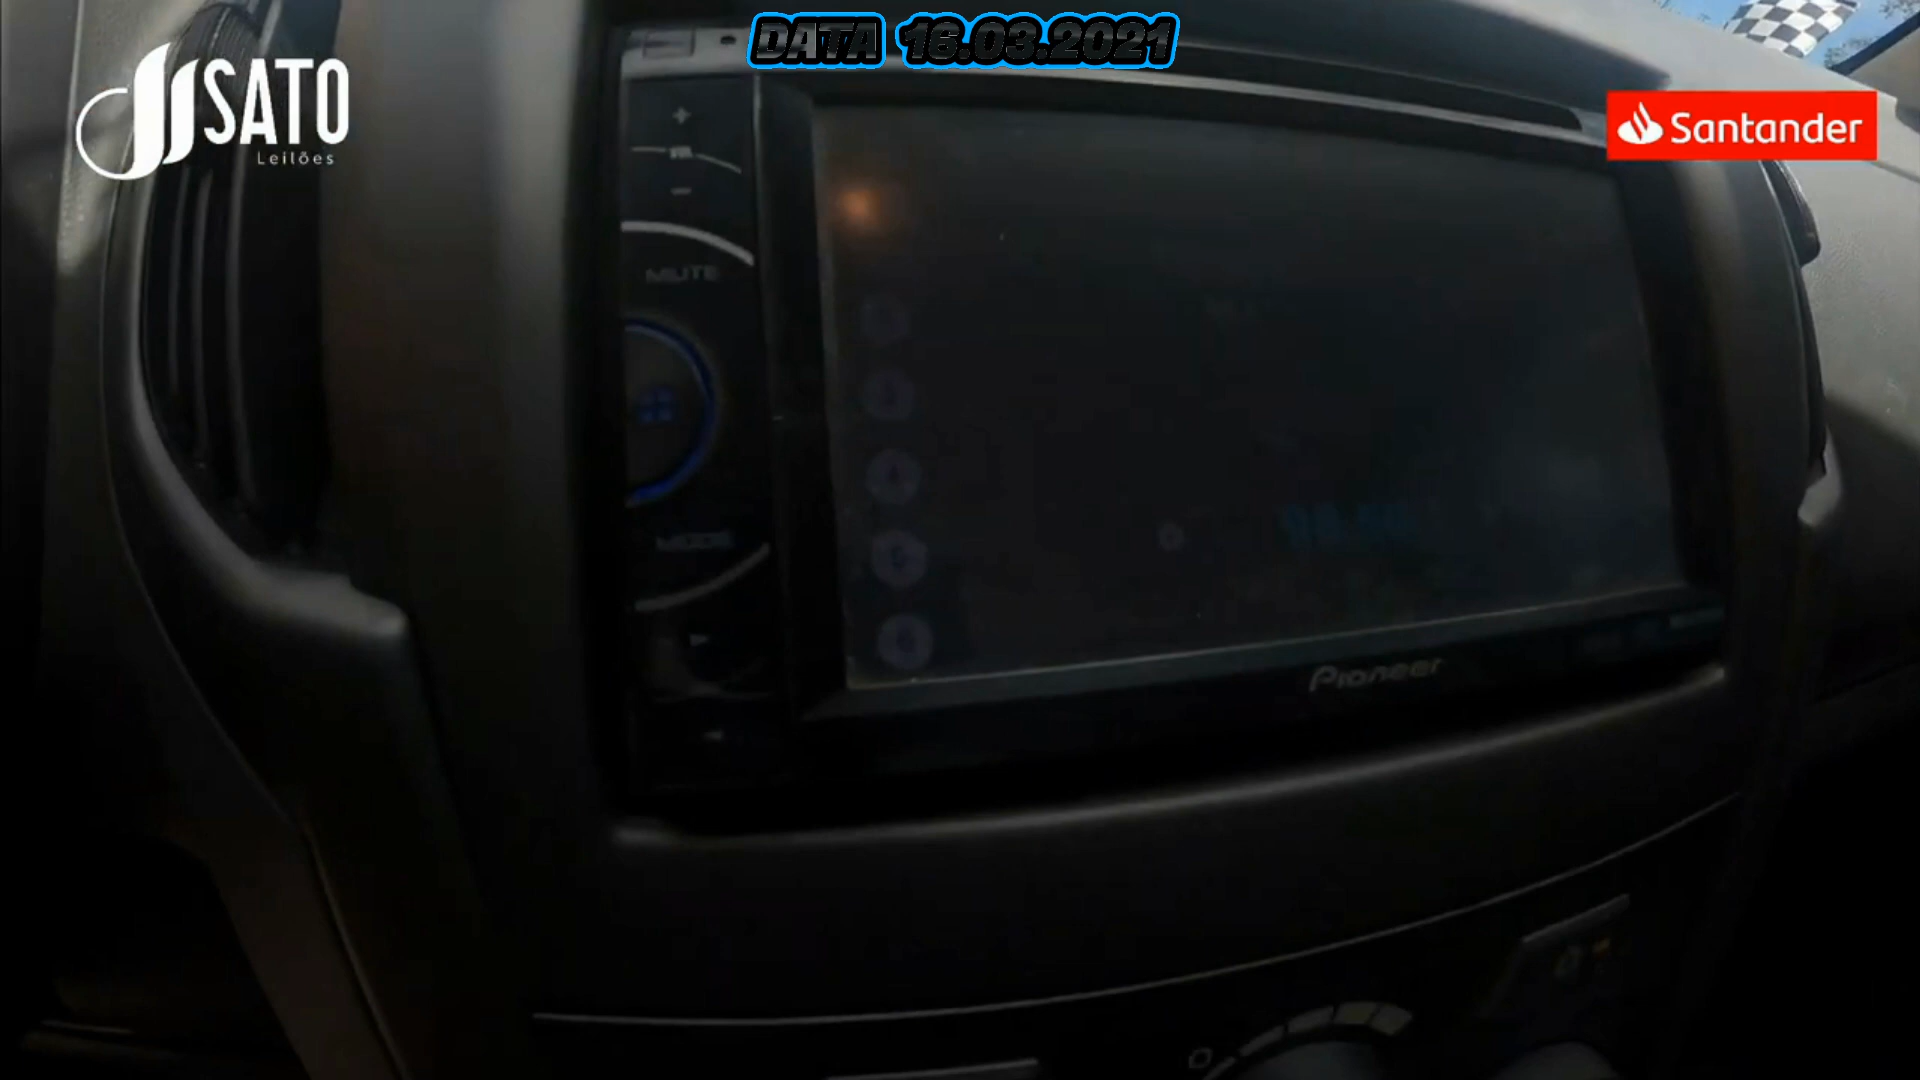 DATA 16.03.2021
SATO
Leilões
Santander
MUTE
MODE
Pioneer